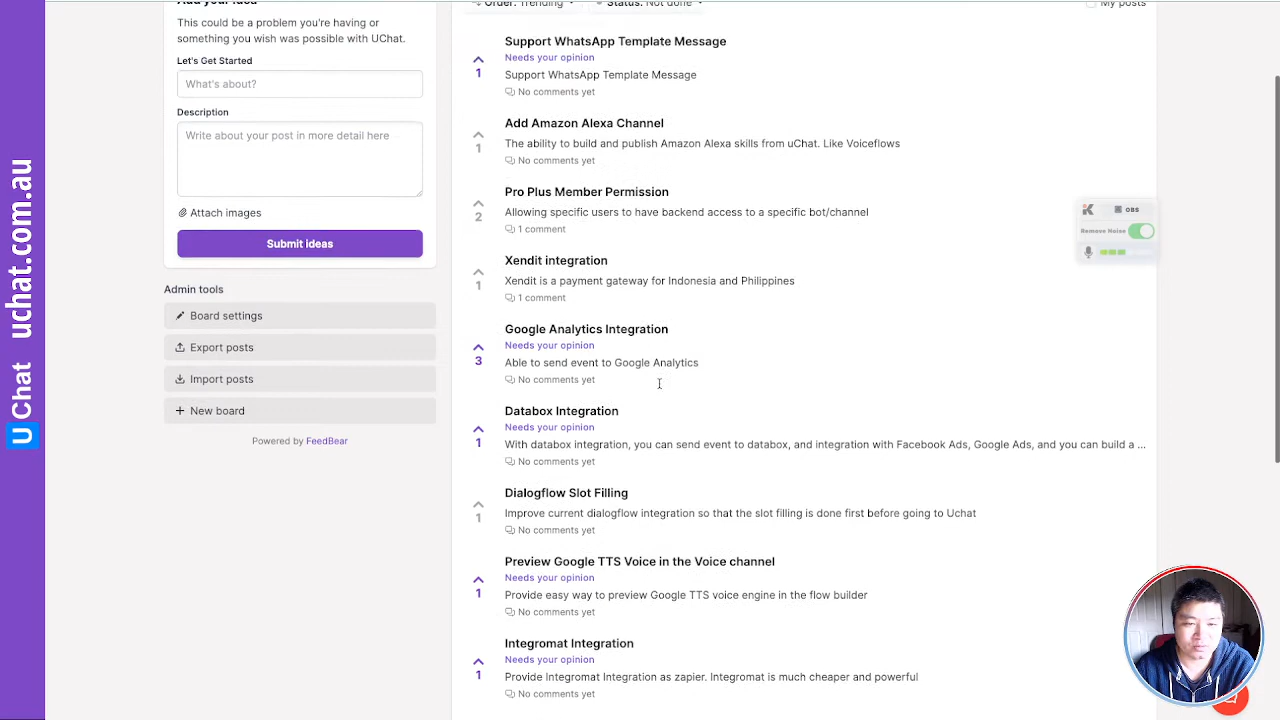 UChat uchat.com.au
Add your idea
This could be a problem you're having or
something you wish was possible with UChat.
Let's Get Started
What's about?
Description
Write about your post in more detail here
Attach images
Submit ideas
Admin tools
Board settings
Export posts
Import posts
New board
Powered by FeedBear
Order: Trending Status: Not done My posts
Support WhatsApp Template Message
Needs your opinion
1
Support WhatsApp Template Message
No comments yet
Add Amazon Alexa Channel
1
The ability to build and publish Amazon Alexa skills from uChat. Like Voiceflows
No comments yet
Pro Plus Member Permission
2
Allowing specific users to have backend access to a specific bot/channel
1 comment
Xendit integration
1
Xendit is a payment gateway for Indonesia and Philippines
1 comment
Google Analytics Integration
Needs your opinion
3
Able to send event to Google Analytics
No comments yet
Databox Integration
Needs your opinion
1
With databox integration, you can send event to databox, and integration with Facebook Ads, Google Ads, and you can build a ...
No comments yet
Dialogflow Slot Filling
1
Improve current dialogflow integration so that the slot filling is done first before going to Uchat
No comments yet
Preview Google TTS Voice in the Voice channel
Needs your opinion
1
Provide easy way to preview Google TTS voice engine in the flow builder
No comments yet
Integromat Integration
Needs your opinion
1
Provide Integromat Integration as zapier. Integromat is much cheaper and powerful
No comments yet
OBS
Remove Noise